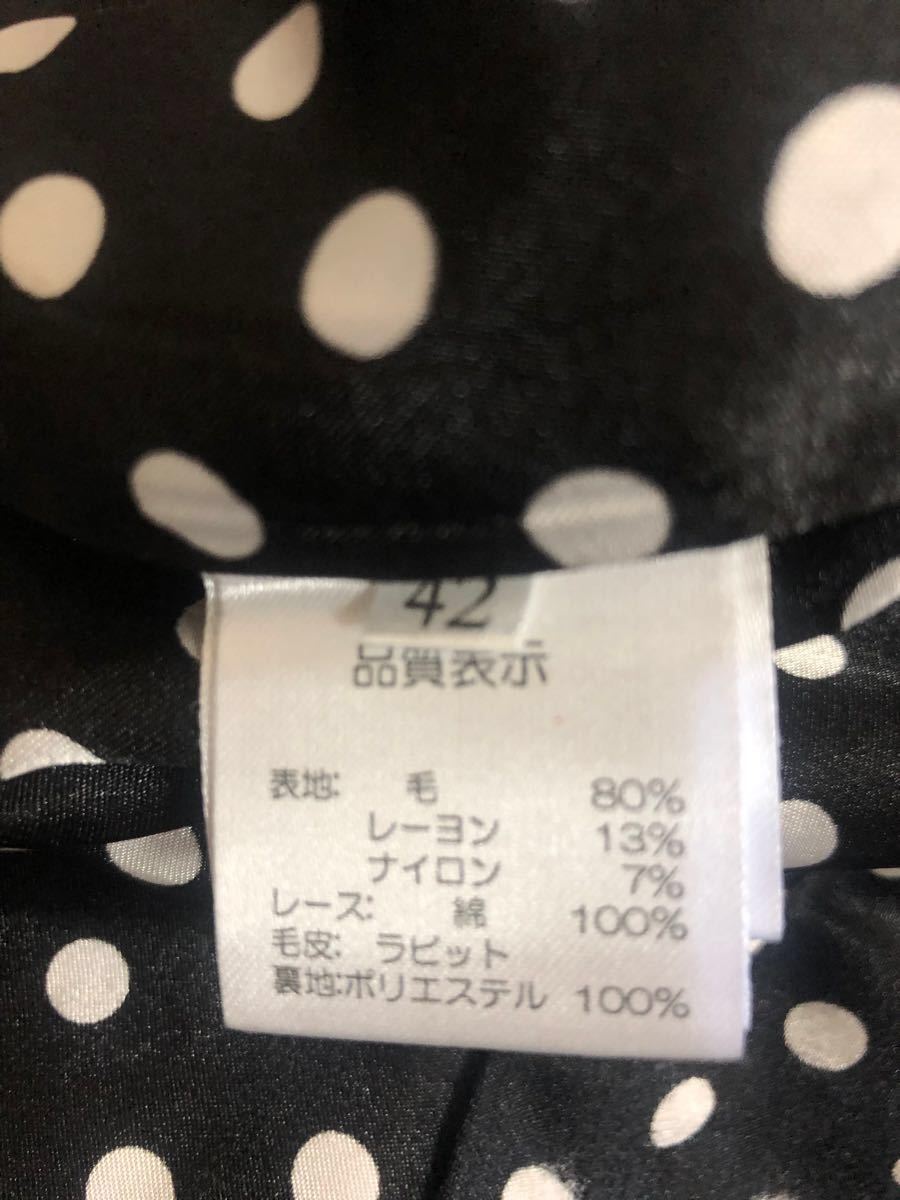 42
品質表示
表地: 毛 80%
レーヨン 13%
ナイロン 7%
レース: 綿 100%
毛皮: ラビット
裏地:ポリエステル 100%